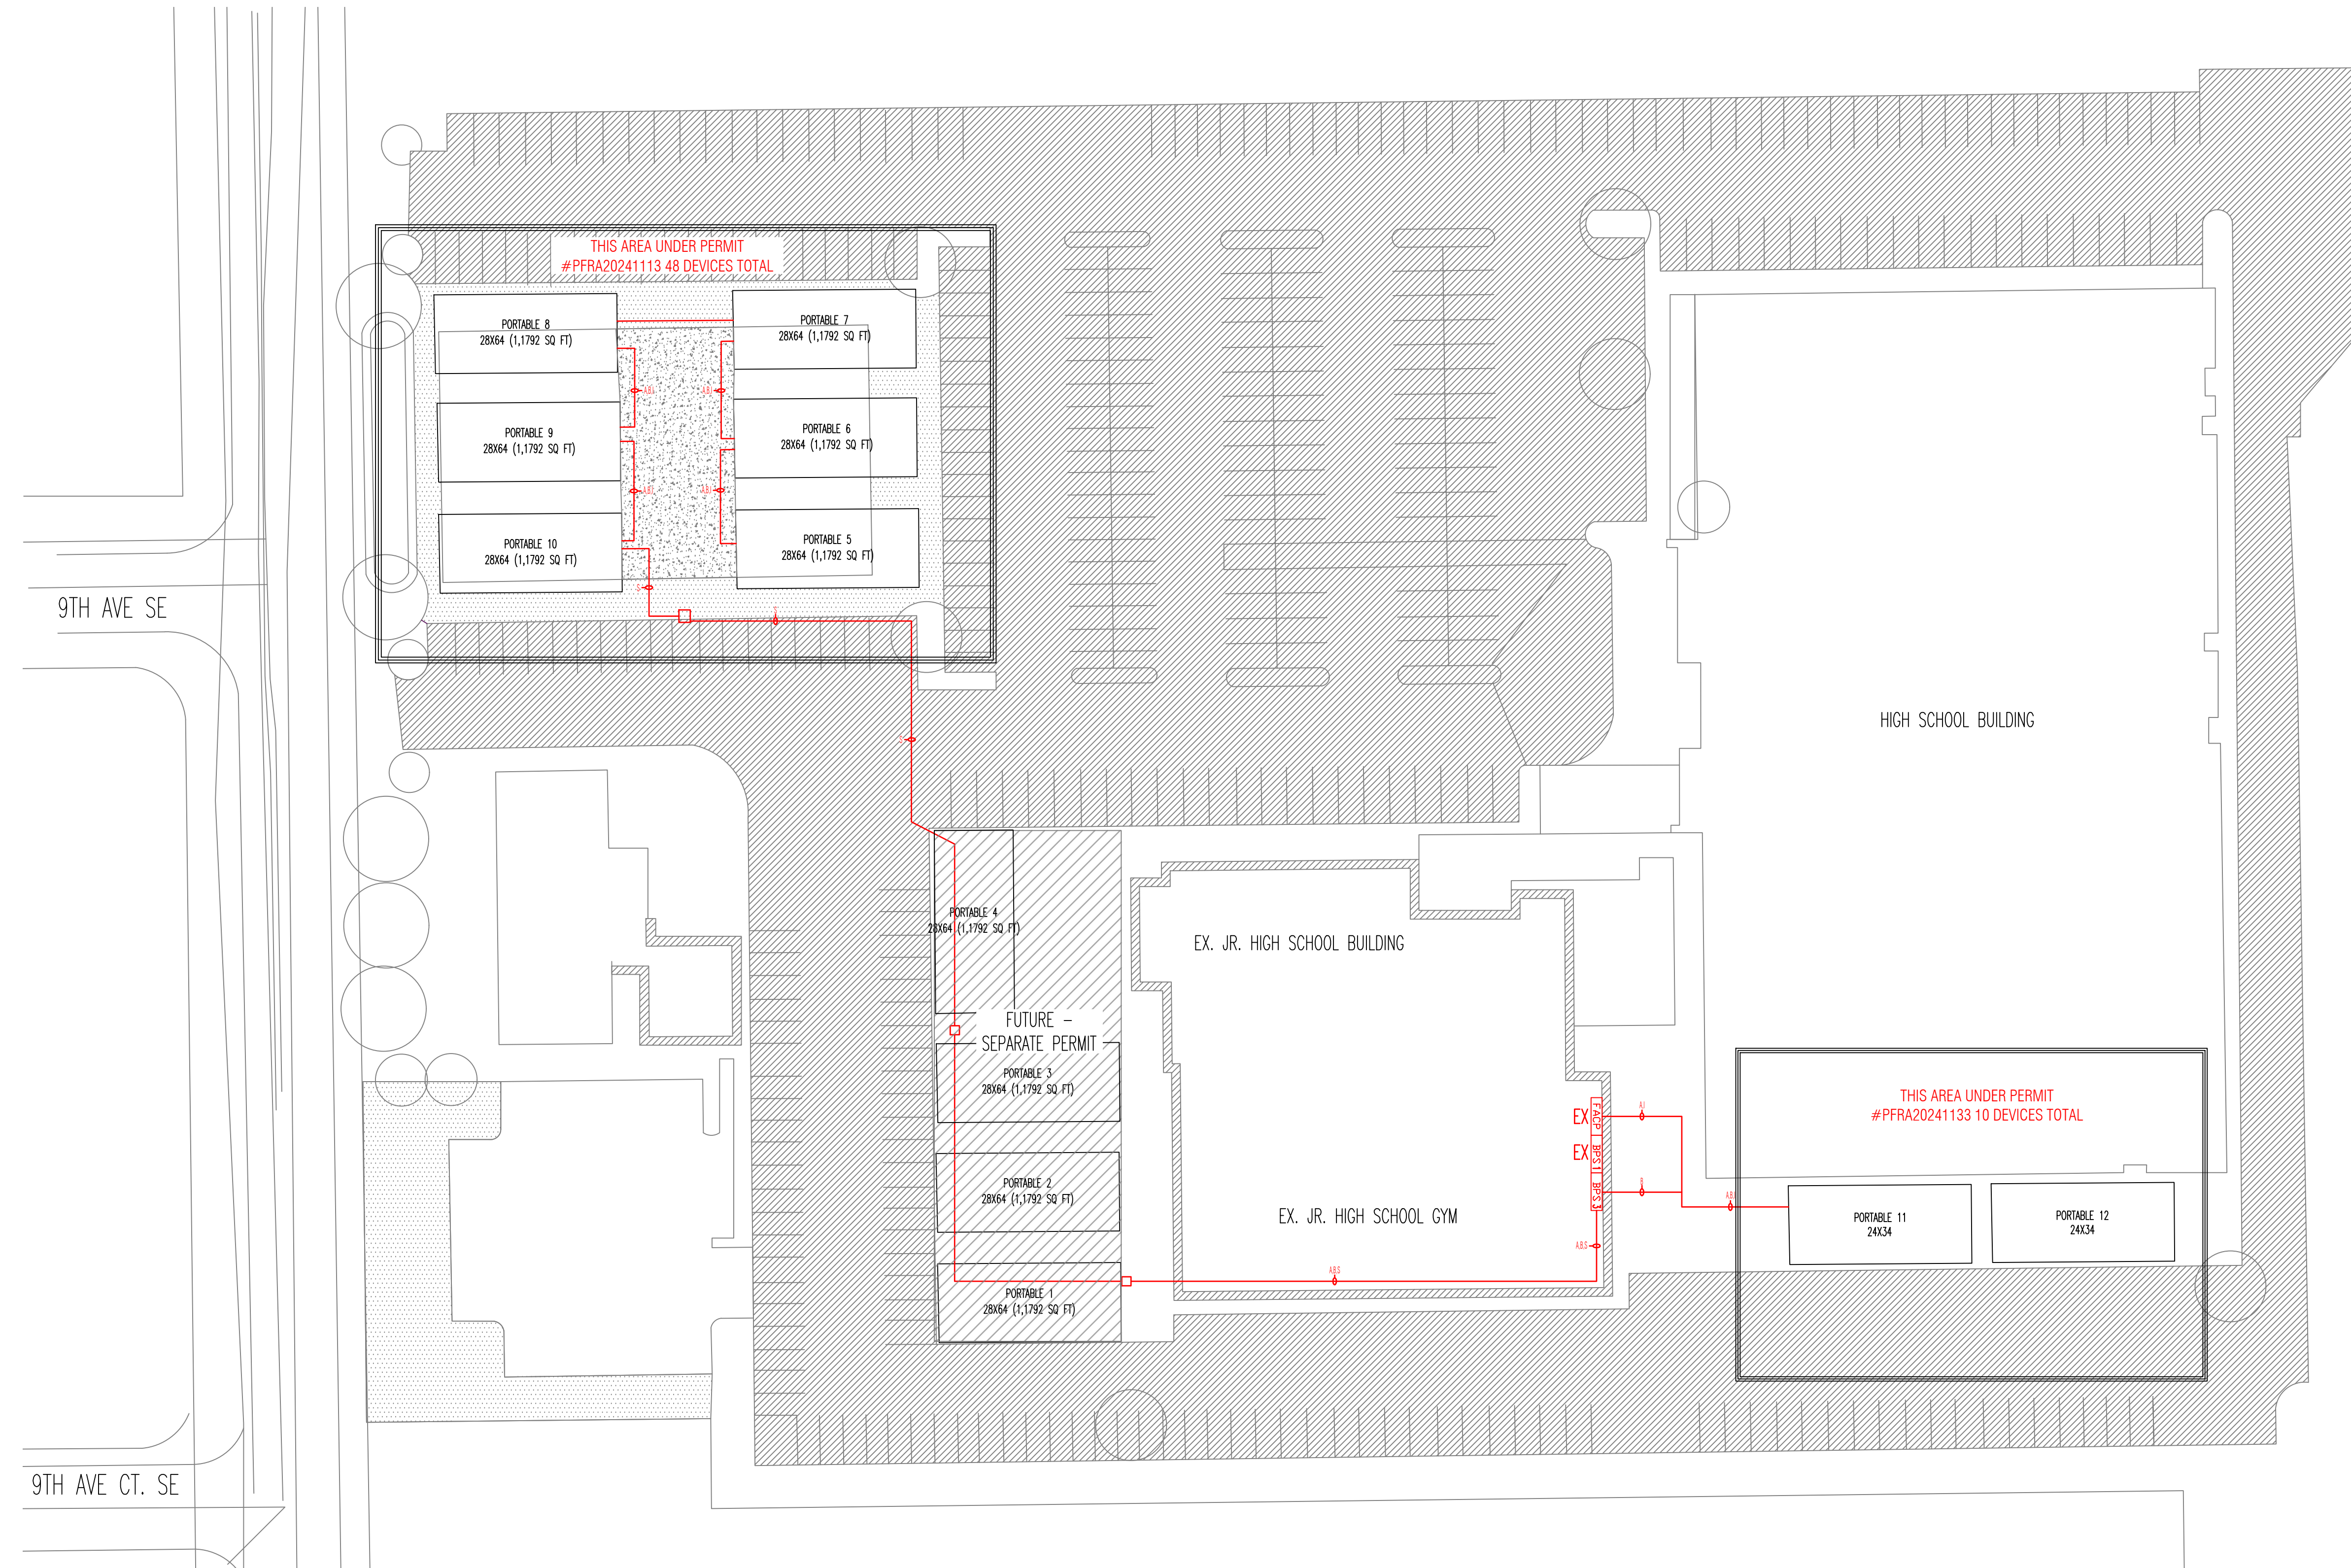 THIS AREA UNDER PERMIT
#PFRA20241113 48 DEVICES TOTAL
PORTABLE 8
28X64 (1,1792 SQ FT)
PORTABLE 7
28X64 (1,1792 SQ FT)
A,B,I
A,B,I
PORTABLE 9
28X64 (1,1792 SQ FT)
PORTABLE 6
28X64 (1,1792 SQ FT)
A,B,I
A,B,I
PORTABLE 10
28X64 (1,1792 SQ FT)
PORTABLE 5
28X64 (1,1792 SQ FT)
S
S
9TH AVE SE
S
HIGH SCHOOL BUILDING
PORTABLE 4
28X64 (1,1792 SQ FT)
EX. JR. HIGH SCHOOL BUILDING
FUTURE -
SEPARATE PERMIT
PORTABLE 3
28X64 (1,1792 SQ FT)
EX FACP
A,I
THIS AREA UNDER PERMIT
#PFRA20241133 10 DEVICES TOTAL
EX BPS1
PORTABLE 2
28X64 (1,1792 SQ FT)
BPS3
B
A,B,I
EX. JR. HIGH SCHOOL GYM
PORTABLE 11
24X34
PORTABLE 12
24X34
A,B,S
A,B,S
PORTABLE 1
28X64 (1,1792 SQ FT)
9TH AVE CT. SE